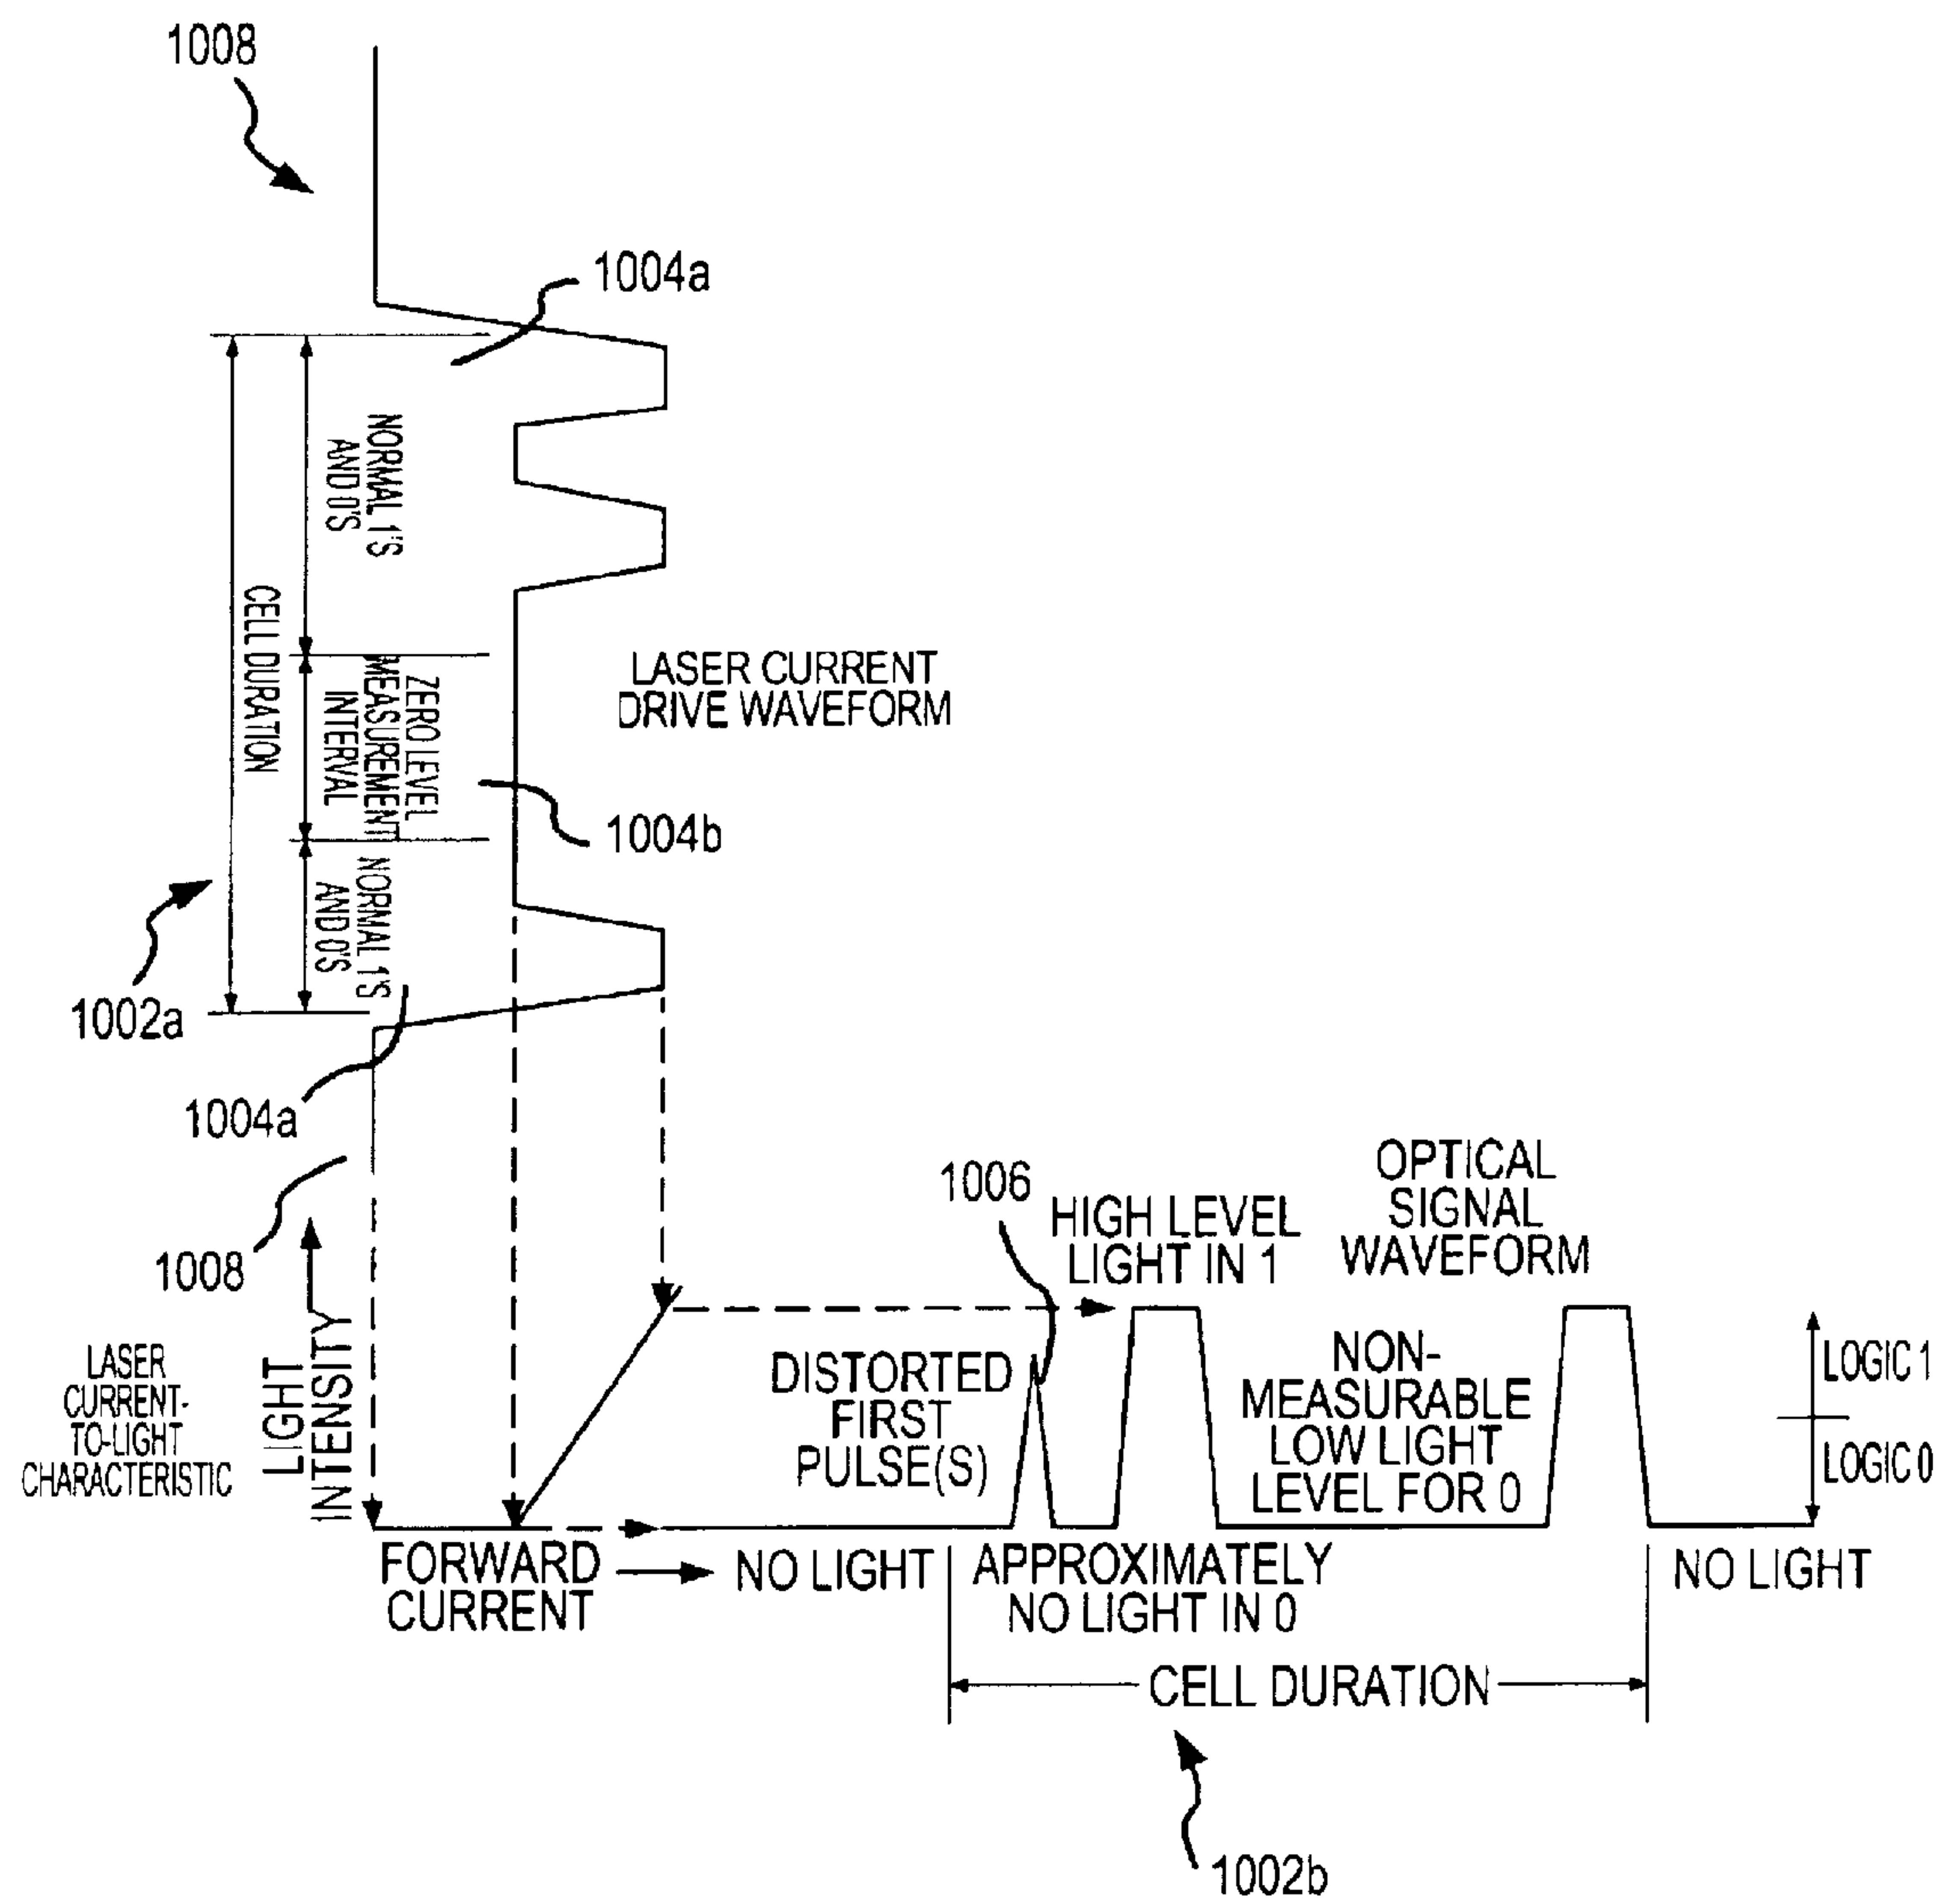 1008
1004a
NORMAL 1'S
AND 0'S
CELL DURATION
ZERO LEVEL
MEASUREMENT
INTERVAL
LASER CURRENT
DRIVE WAVEFORM
1004b
NORMAL 1'S
AND 0'S
1002a
1004a
1008
LIGHT
INTENSITY
LASER
CURRENT-
TO-LIGHT
CHARACTERISTIC
1006
HIGH LEVEL
LIGHT IN 1
OPTICAL
SIGNAL
WAVEFORM
DISTORTED
FIRST
PULSE(S)
NON-
MEASURABLE
LOW LIGHT
LEVEL FOR 0
LOGIC 1
LOGIC 0
FORWARD
CURRENT
NO LIGHT
APPROXIMATELY
NO LIGHT IN 0
NO LIGHT
CELL DURATION
1002b